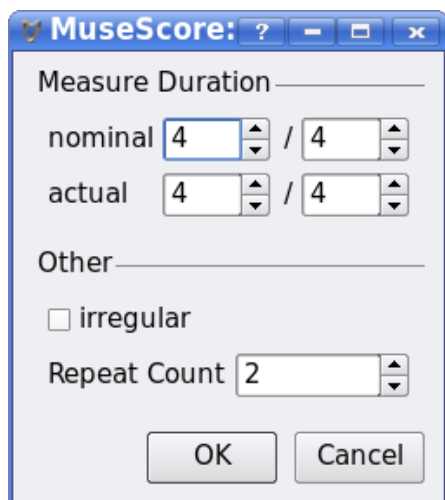 MuseScore: ?
Measure Duration
nominal 4 / 4
actual 4 / 4
Other
irregular
Repeat Count 2
OK Cancel